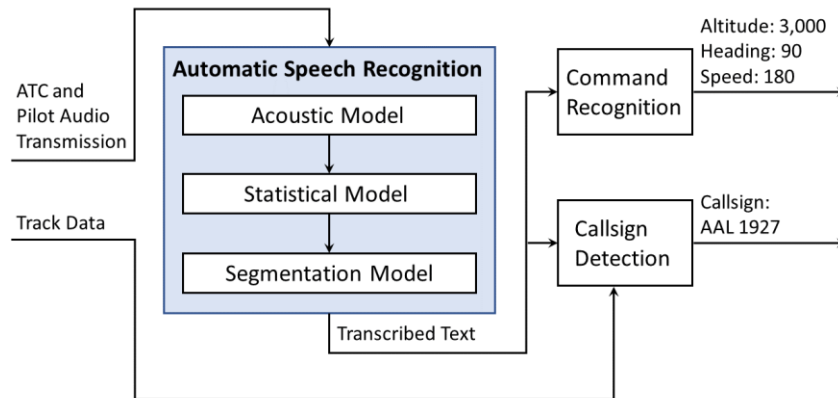 ATC and
Pilot Audio
Transmission
Track Data
Automatic Speech Recognition
Acoustic Model
Statistical Model
Segmentation Model
Transcribed Text
Command
Recognition
Altitude: 3,000
Heading: 90
Speed: 180
Callsign
Detection
Callsign:
AAL 1927